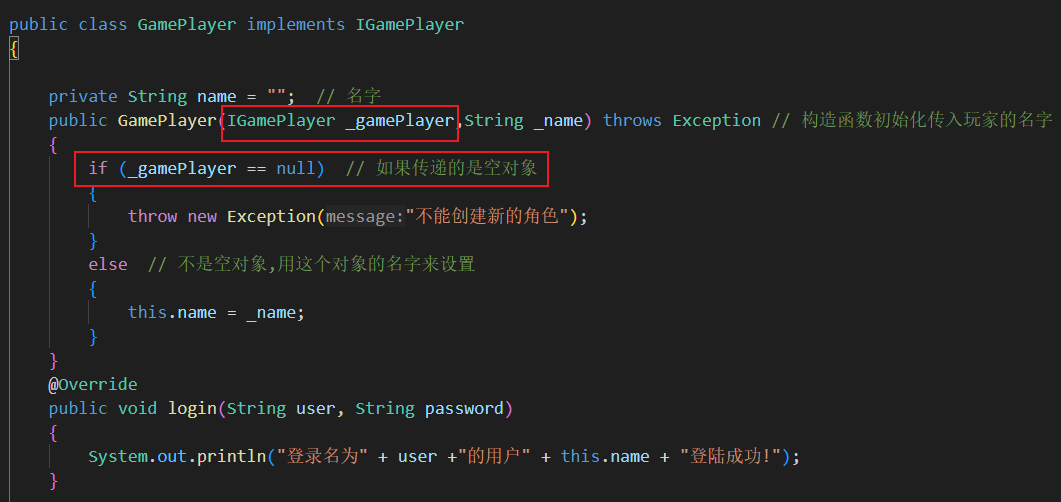 public class GamePlayer implements IGamePlayer
{
private String name = "";  // 名字
public GamePlayer(IGamePlayer _gamePlayer,String _name) throws Exception // 构造函数初始化传入玩家的名字
{
if (_gamePlayer == null)  // 如果传递的是空对象
{
throw new Exception(message:"不能创建新的角色");
}
else  // 不是空对象,用这个对象的名字来设置
{
this.name = _name;
}
}
@Override
public void login(String user, String password)
{
System.out.println("登录名为" + user +"的用户" + this.name + "登陆成功!");
}